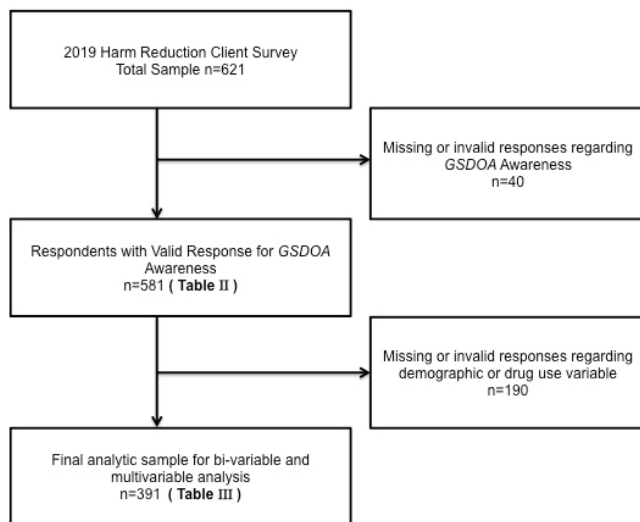 2019 Harm Reduction Client Survey
Total Sample n=621
Missing or invalid responses regarding
GSDOA Awareness
n=40
Respondents with Valid Response for GSDOA
Awareness
n=581 ( Table II )
Missing or invalid responses regarding
demographic or drug use variable
n=190
Final analytic sample for bi-variable and
multivariable analysis
n=391 ( Table III )